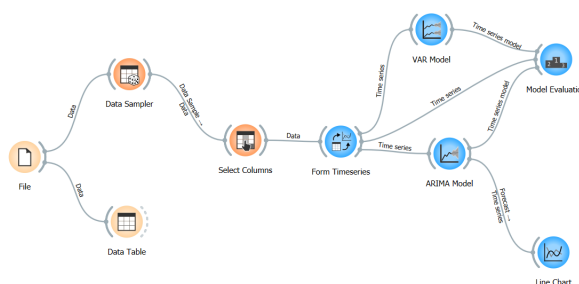 VAR Model
Time series
Time series model
Model Evaluatio
Data
Data Sampler
Data Sample →
Data
Time series
Time series model
File
Select Columns
Data
Form Timeseries
Time series
ARIMA Model
Data
Data Table
Forecast →
Time series
Line Chart